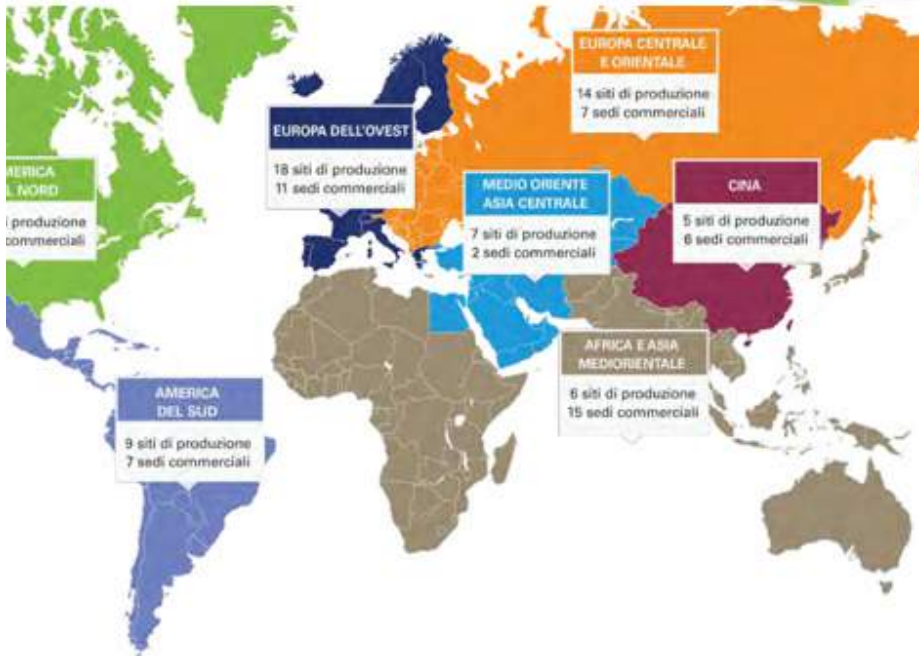 EUROPA CENTRALE
E ORIENTALE
14 siti di produzione
7 sedi commerciali
EUROPA DELL'OVEST
18 siti di produzione
11 sedi commerciali
MERICA
L NORD
produzione
commerciali
MEDIO ORIENTE
ASIA CENTRALE
7 siti di produzione
2 sedi commerciali
CINA
5 siti di produzione
6 sedi commerciali
AFRICA E ASIA
MEDIORIENTALE
6 siti di produzione
15 sedi commerciali
AMERICA
DEL SUD
9 siti di produzione
7 sedi commerciali